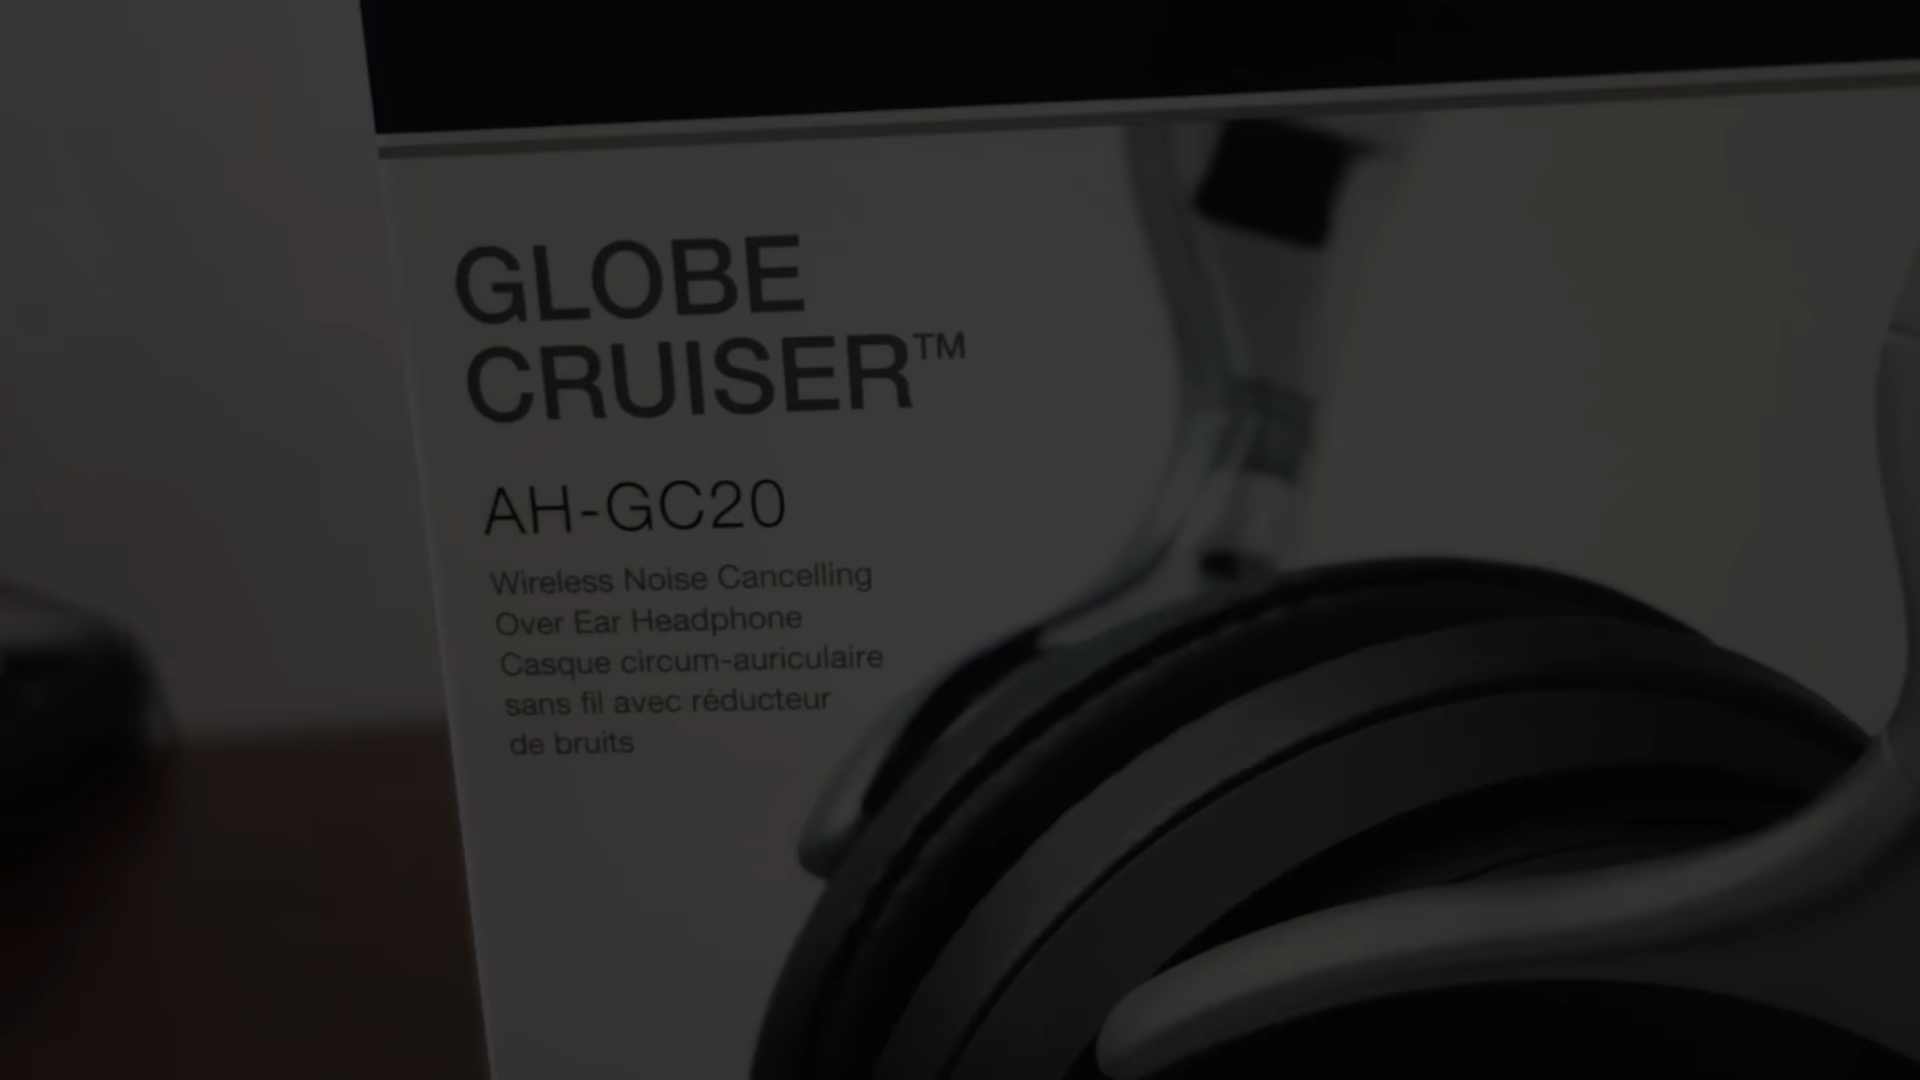 GLOBE
CRUISER™
AH-GC20
Wireless Noise Cancelling
Over Ear Headphone
Casque circum-auriculaire
sans fil avec réducteur
de bruits